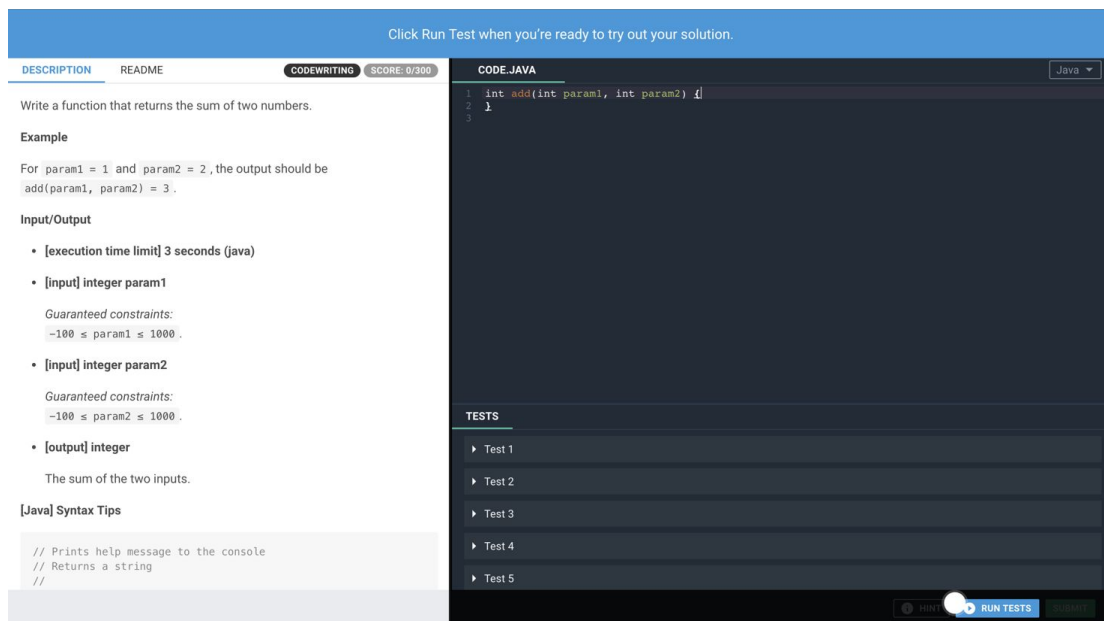 Click Run Test when you're ready to try out your solution.
DESCRIPTION README CODEWRITING SCORE: 0/300
Write a function that returns the sum of two numbers.
Example
For param1 = 1 and param2 = 2 , the output should be
add(param1, param2) = 3 .
Input/Output
• [execution time limit] 3 seconds (java)
• [input] integer param1
Guaranteed constraints:
-100 ≤ param1 ≤ 1000 .
• [input] integer param2
Guaranteed constraints:
-100 ≤ param2 ≤ 1000 .
• [output] integer
The sum of the two inputs.
[Java] Syntax Tips
// Prints help message to the console
// Returns a string
//
CODE.JAVA Java
1 int add(int param1, int param2) {
2 }
3
TESTS
Test 1
Test 2
Test 3
Test 4
Test 5
HINT RUN TESTS SUBMIT